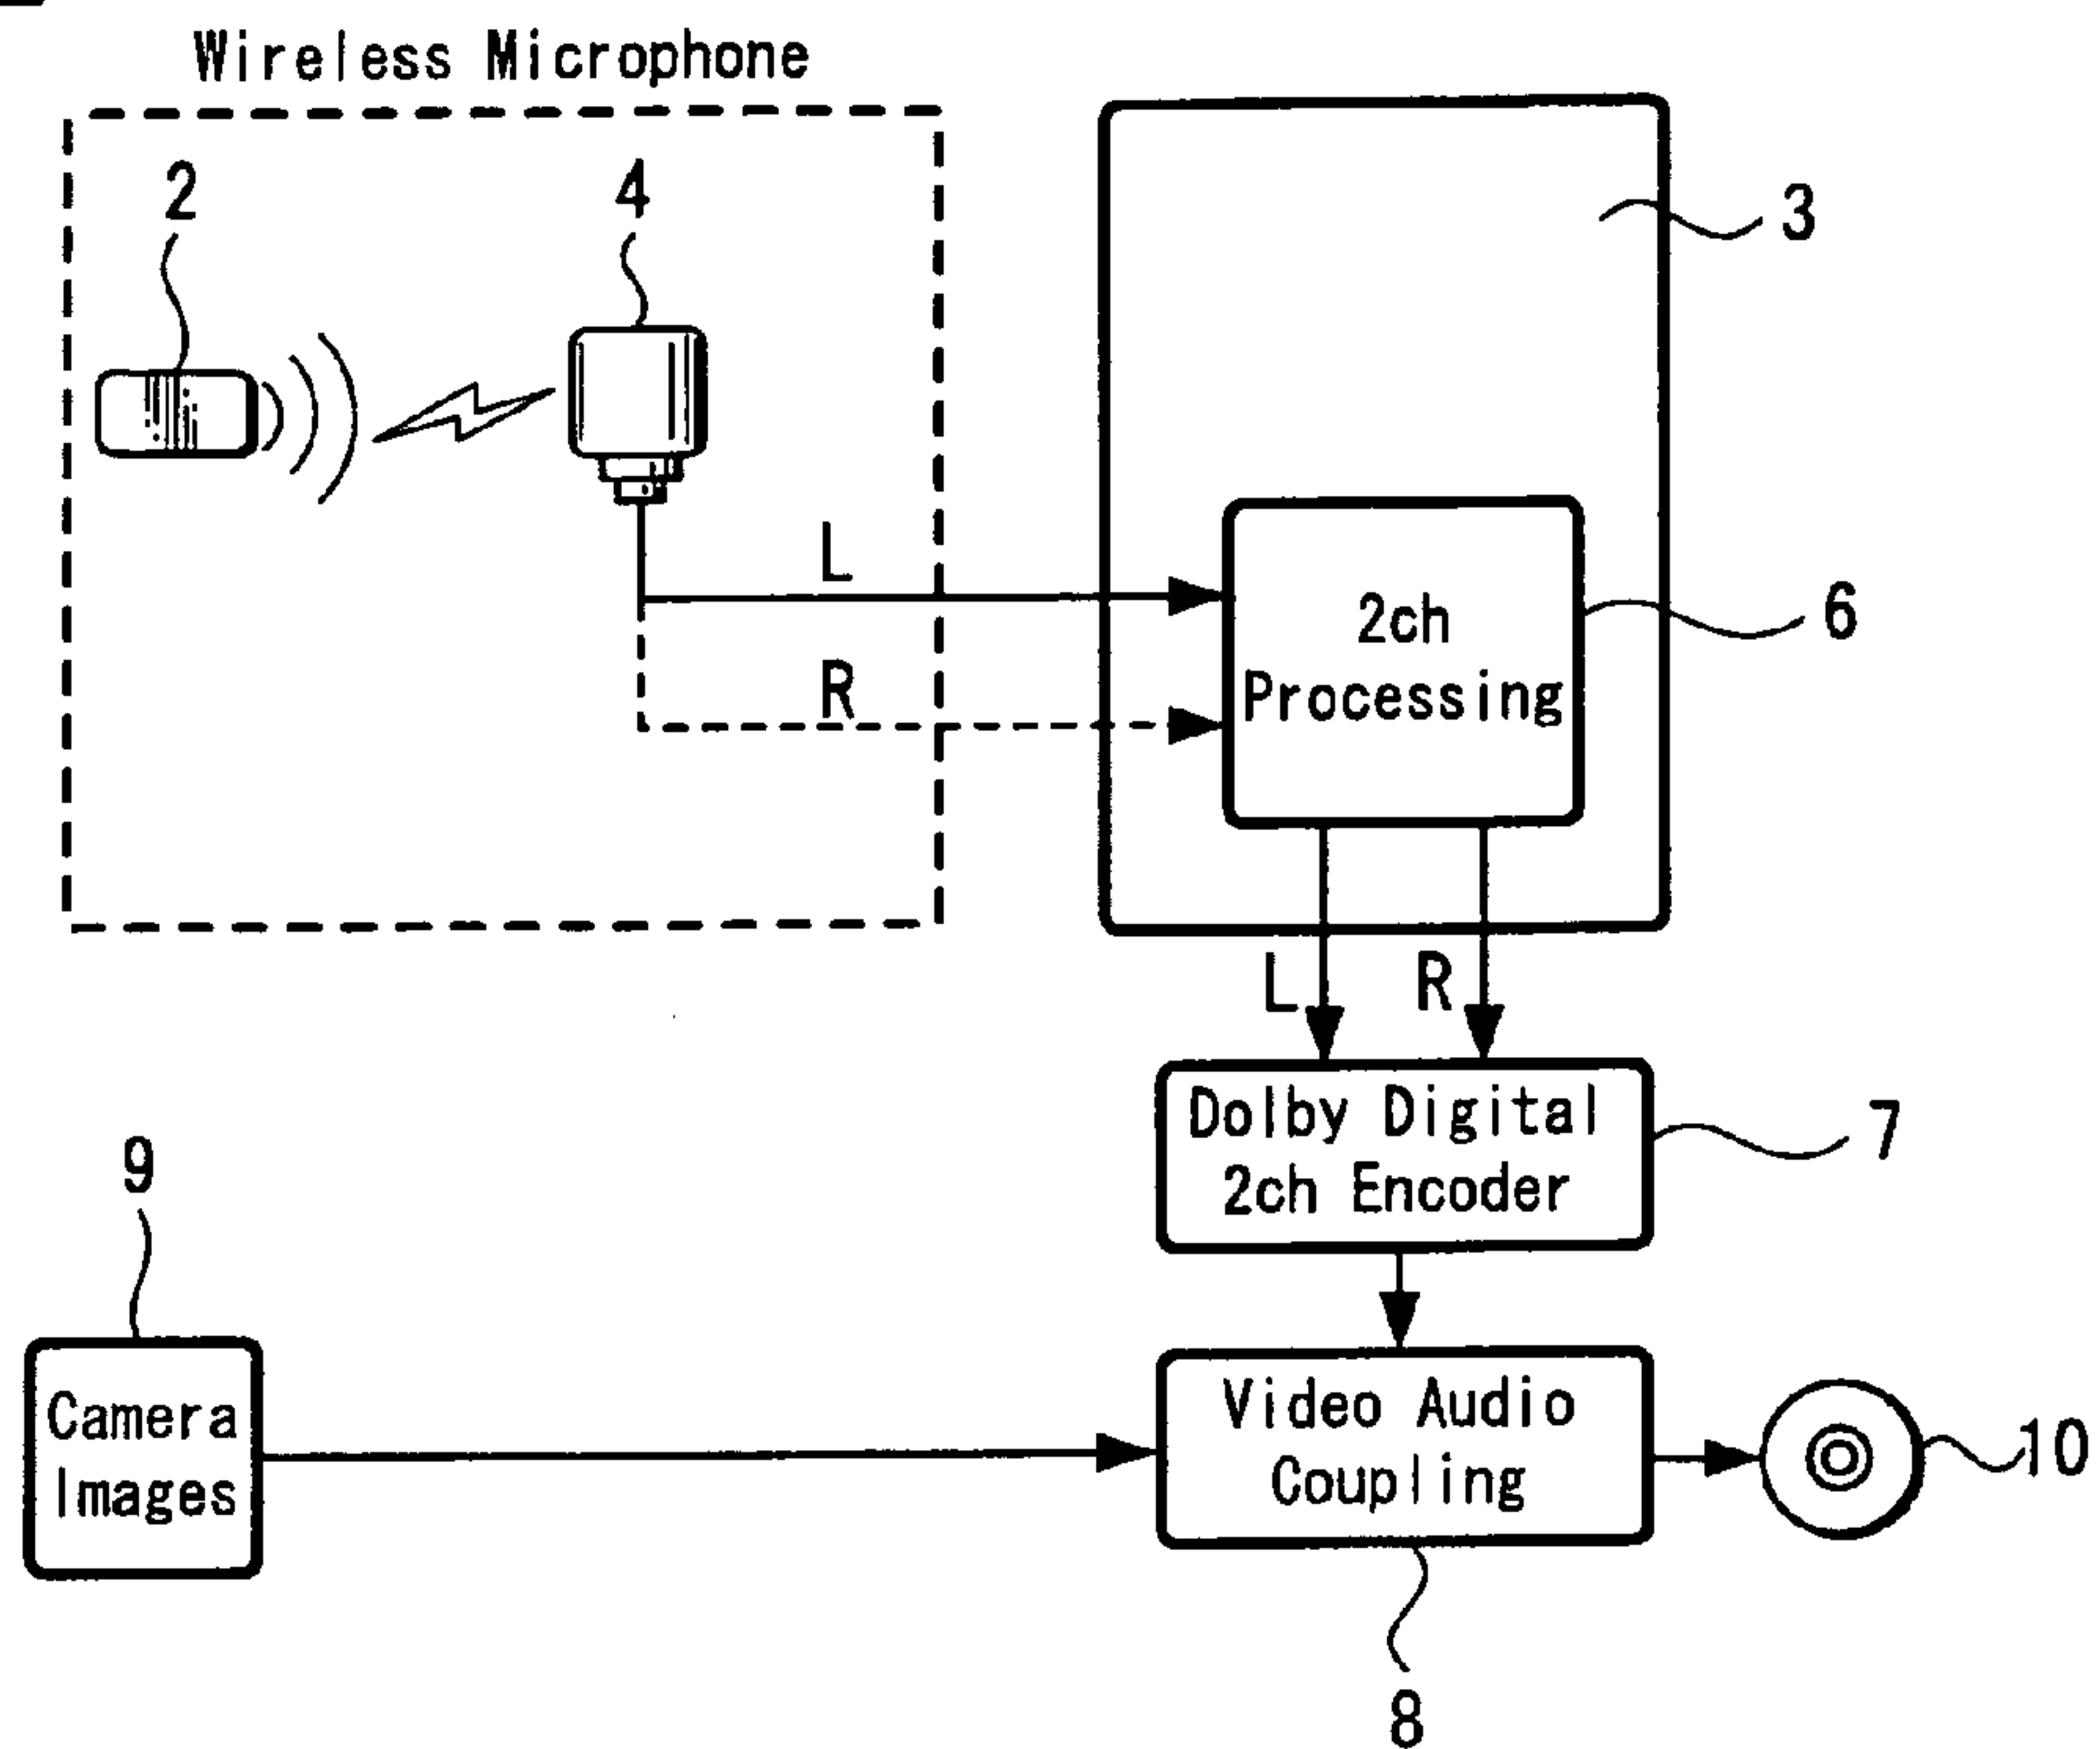 Wireless Microphone
2
4
3
L
R
2ch
Processing
6
L
R
Dolby Digital
2ch Encoder
7
9
Camera
Images
Video Audio
Coupling
10
8